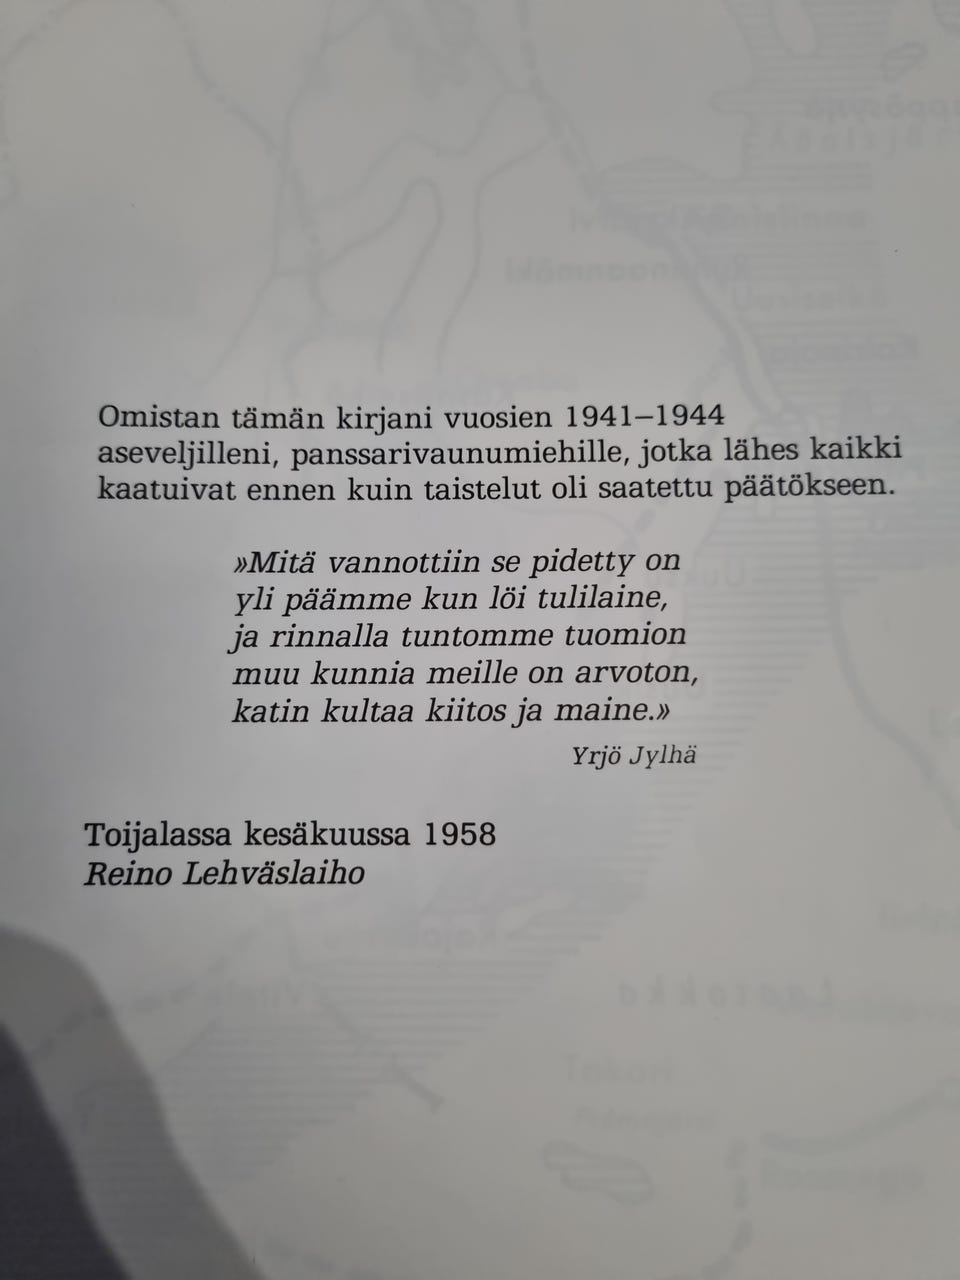 Omistan tämän kirjani vuosien 1941–1944
aseveljilleni, panssarivaunumiehille, jotka lähes kaikki
kaatuivat ennen kuin taistelut oli saatettu päätökseen.
»Mitä vannottiin se pidetty on
yli päämme kun löi tulilaine,
ja rinnalla tuntomme tuomion
muu kunnia meille on arvoton,
katin kultaa kiitos ja maine.»
Yrjö Jylhä
Toijalassa kesäkuussa 1958
Reino Lehväslaiho